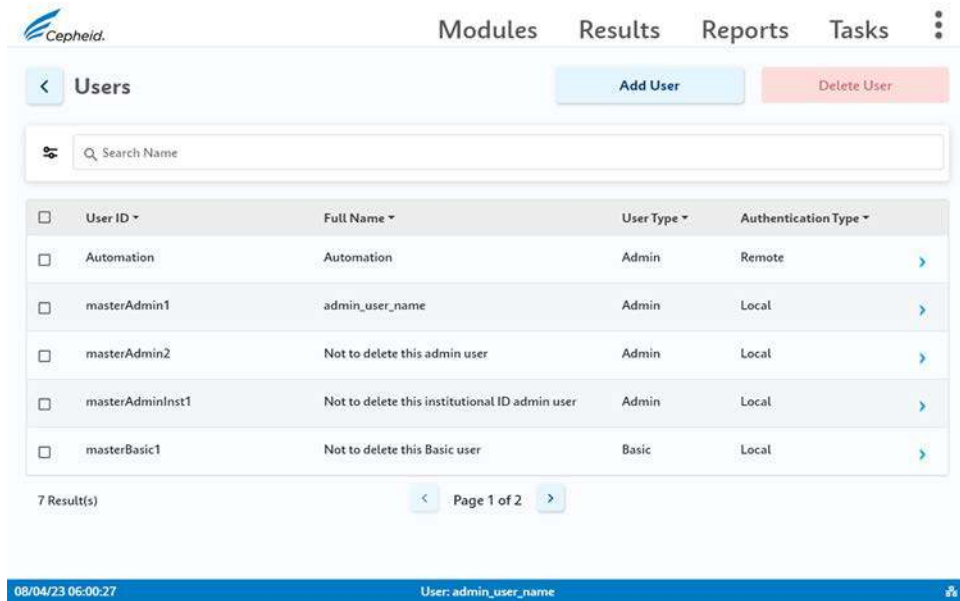 Cepheid. Modules Results Reports Tasks
Users Add User Delete User
Search Name
User ID Full Name User Type Authentication Type
Automation Automation Admin Remote
masterAdmin1 admin_user_name Admin Local
masterAdmin2 Not to delete this admin user Admin Local
masterAdminInst1 Not to delete this institutional ID admin user Admin Local
masterBasic1 Not to delete this Basic user Basic Local
7 Result(s) Page 1 of 2
08/04/23 06:00:27 User: admin_user_name